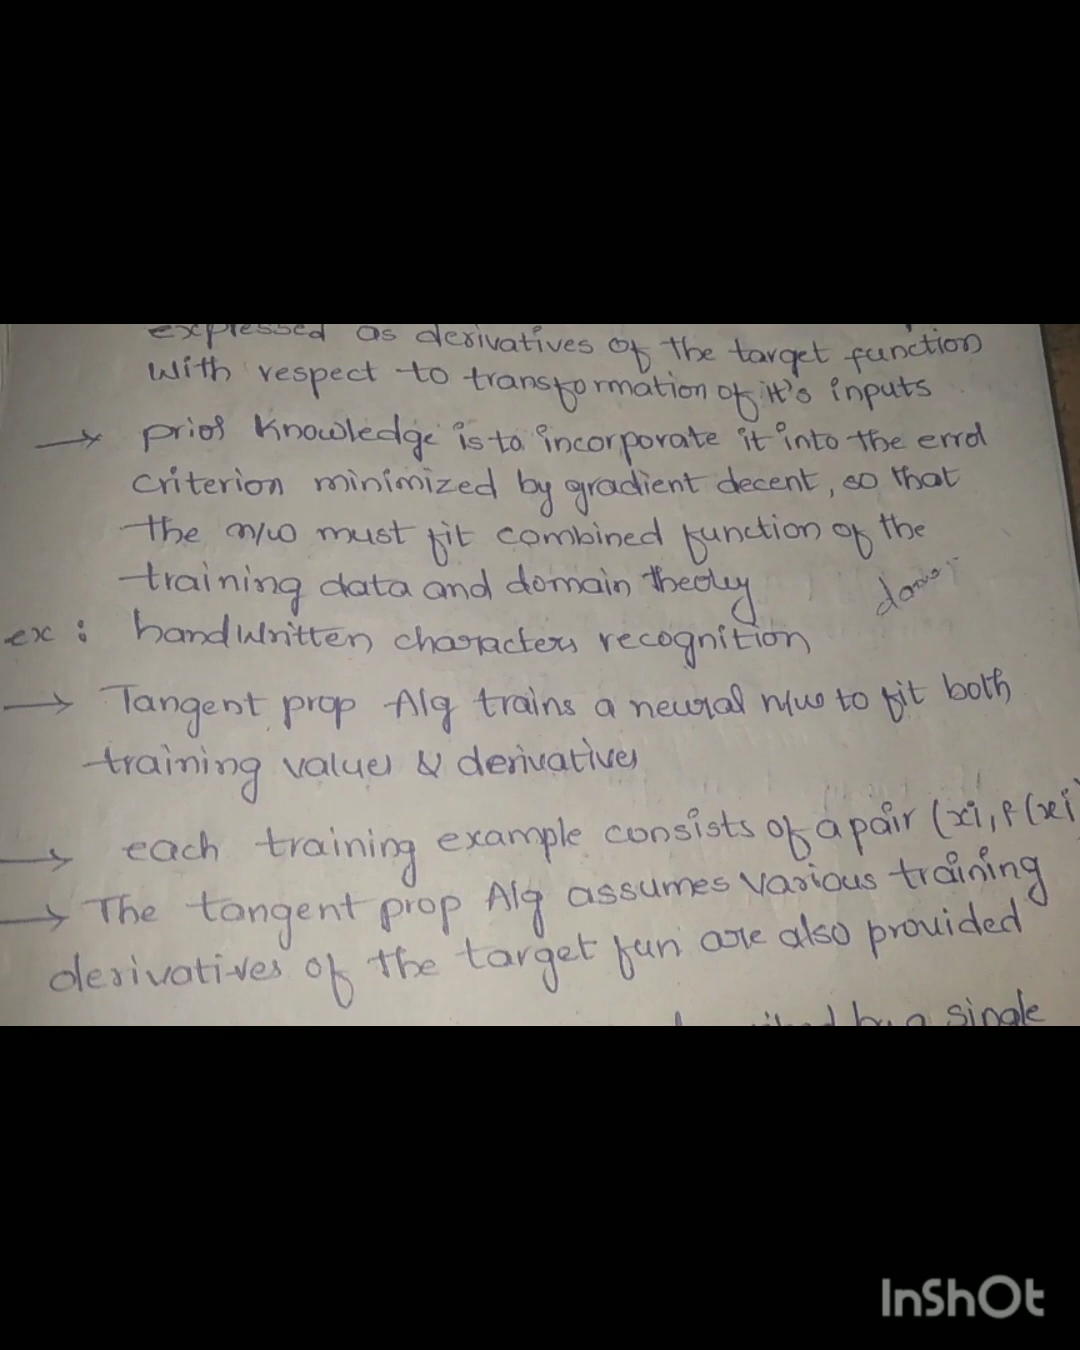 expressed as derivatives of the target function
with respect to transformation of it's inputs
→ prior knowledge is to incorporate it into the error
criterion minimized by gradient decent, so that
the n/w must fit combined function of the
training data and domain theory
ex : handwritten characters recognition
→ Tangent prop Alg trains a neural n/w to fit both
training values & derivatives
→ each training example consists of a pair (xi, f(xi)
→ The tangent prop Alg assumes various training
derivatives of the target fun are also provided
by a single
InShOt